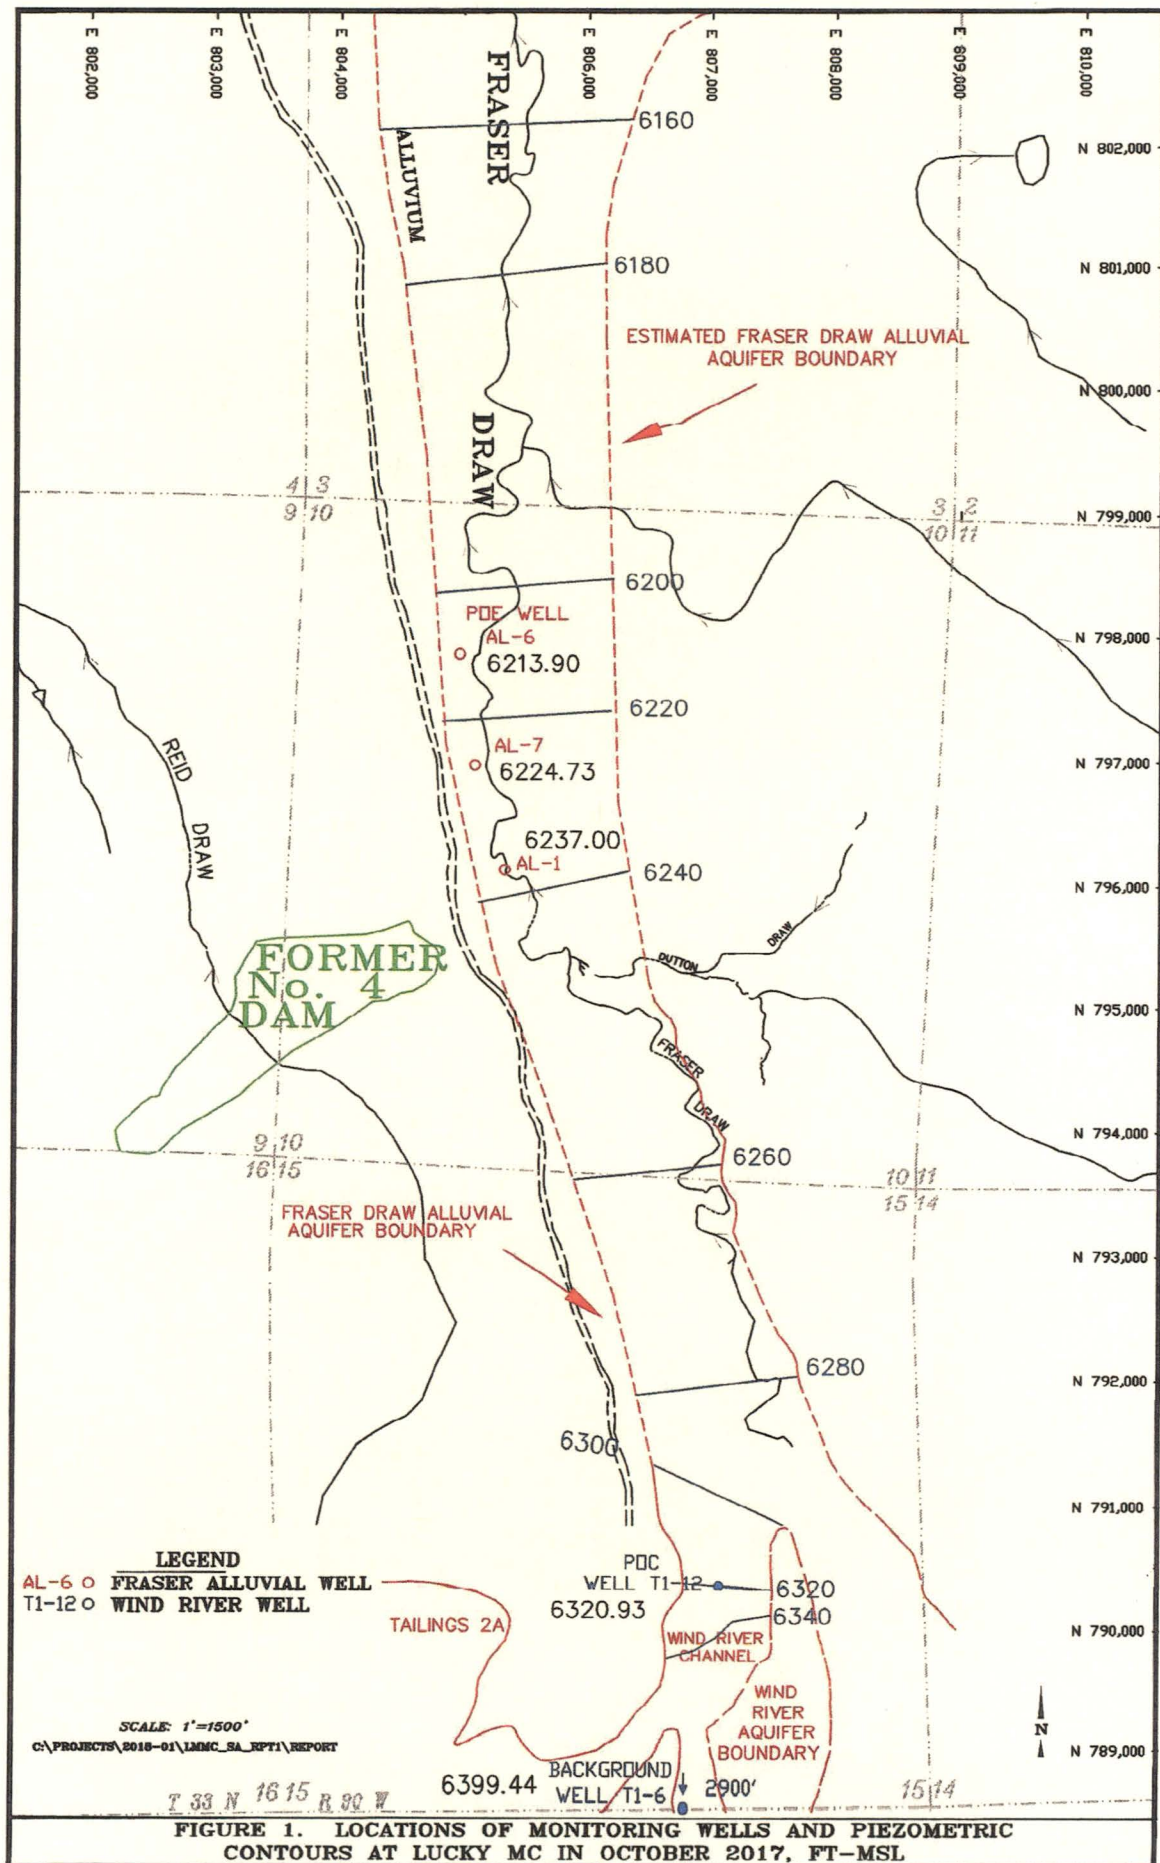 E 802,000
E 803,000
E 804,000
E 806,000
E 807,000
E 808,000
E 809,000
E 810,000
FRASER
6160
N 802,000
ALLUVIUM
6180
N 801,000
ESTIMATED FRASER DRAW ALLUVIAL
AQUIFER BOUNDARY
N 800,000
DRAW
4 3
9 10
3 2
10 11
N 799,000
6200
POE WELL
AL-6
6213.90
N 798,000
6220
AL-7
6224.73
N 797,000
REID
DRAW
6237.00
AL-1
6240
N 796,000
FORMER
No. 4
DAM
DUTTON
DRAW
N 795,000
FRASER
DRAW
N 794,000
9 10
16 15
6260
10 11
15 14
FRASER DRAW ALLUVIAL
AQUIFER BOUNDARY
N 793,000
6280
N 792,000
6300
N 791,000
LEGEND
AL-6 FRASER ALLUVIAL WELL
T1-12 WIND RIVER WELL
POC
WELL T1-12
6320.93
6320
6340
TAILINGS 2A
WIND RIVER
CHANNEL
N 790,000
WIND
RIVER
AQUIFER
BOUNDARY
N
SCALE: 1"=1500'
C:\PROJECTS\2018-01\LMMC_SA_RPT1\REPORT
N 789,000
6399.44
BACKGROUND
WELL T1-6
2900'
T 33 N 16 15 R 90 W
15 14
FIGURE 1. LOCATIONS OF MONITORING WELLS AND PIEZOMETRIC
CONTOURS AT LUCKY MC IN OCTOBER 2017, FT-MSL